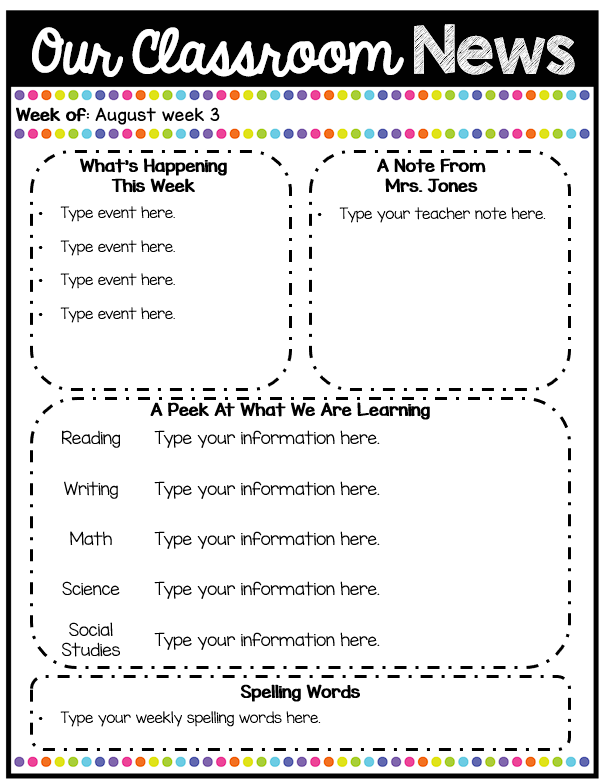 Our Classroom News
Week of: August week 3
What's Happening
This Week
• Type event here.
• Type event here.
• Type event here.
• Type event here.
A Note From
Mrs. Jones
• Type your teacher note here.
A Peek At What We Are Learning
Reading Type your information here.
Writing Type your information here.
Math Type your information here.
Science Type your information here.
Social
Studies Type your information here.
Spelling Words
• Type your weekly spelling words here.